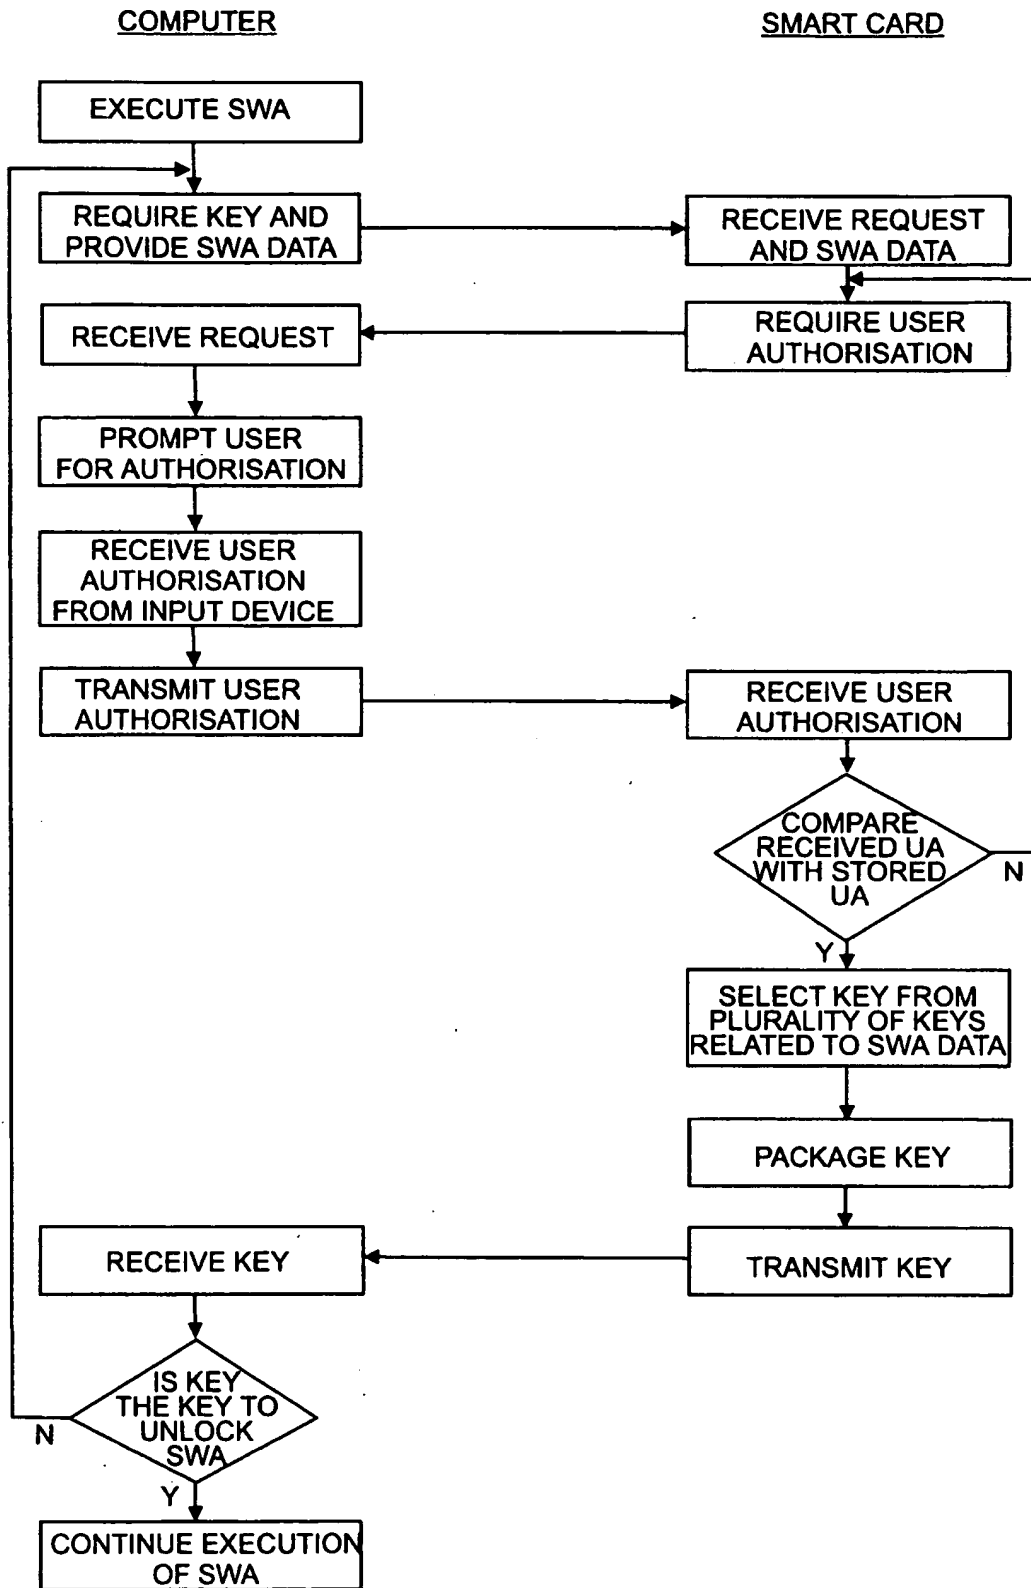 COMPUTER
SMART CARD
EXECUTE SWA
REQUIRE KEY AND
PROVIDE SWA DATA
RECEIVE REQUEST
AND SWA DATA
RECEIVE REQUEST
REQUIRE USER
AUTHORISATION
PROMPT USER
FOR AUTHORISATION
RECEIVE USER
AUTHORISATION
FROM INPUT DEVICE
TRANSMIT USER
AUTHORISATION
RECEIVE USER
AUTHORISATION
COMPARE
RECEIVED UA
WITH STORED
UA
N
Y
SELECT KEY FROM
PLURALITY OF KEYS
RELATED TO SWA DATA
PACKAGE KEY
TRANSMIT KEY
RECEIVE KEY
IS KEY
THE KEY TO
UNLOCK
SWA
N
Y
CONTINUE EXECUTION
OF SWA